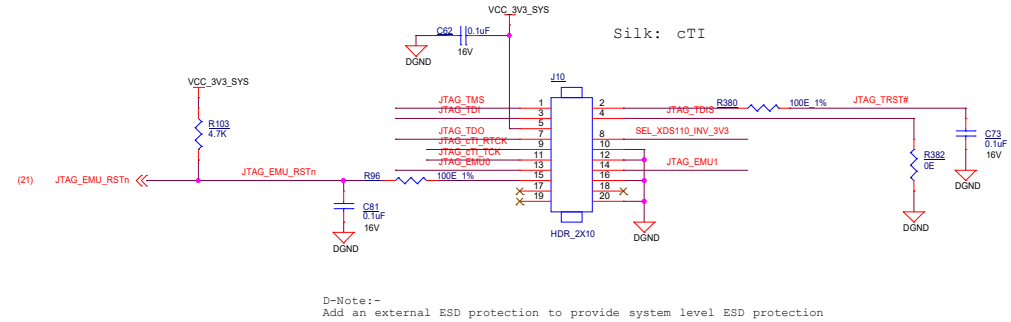 VCC_3V3_SYS
C62 0.1uF
16V
DGND
Silk: cTI
VCC_3V3_SYS
R103
4.7K
J10
JTAG_TMS 1 2 R380 100E_1% JTAG_TRST#
JTAG_TDI 3 4 JTAG_TDIS
5
JTAG_TDO 7 8 SEL_XDS110_INV_3V3
JTAG_cTI_RTCK 9 10
JTAG_cTI_TCK 11 12
JTAG_EMU0 13 14 JTAG_EMU1
(21) JTAG_EMU_RSTn JTAG_EMU_RSTn R96 100E_1% 15 16
17 18
19 20
C73
0.1uF
16V
DGND
R382
0E
DGND
C81
0.1uF
16V
DGND
HDR_2X10
DGND
D-Note:-
Add an external ESD protection to provide system level ESD protection